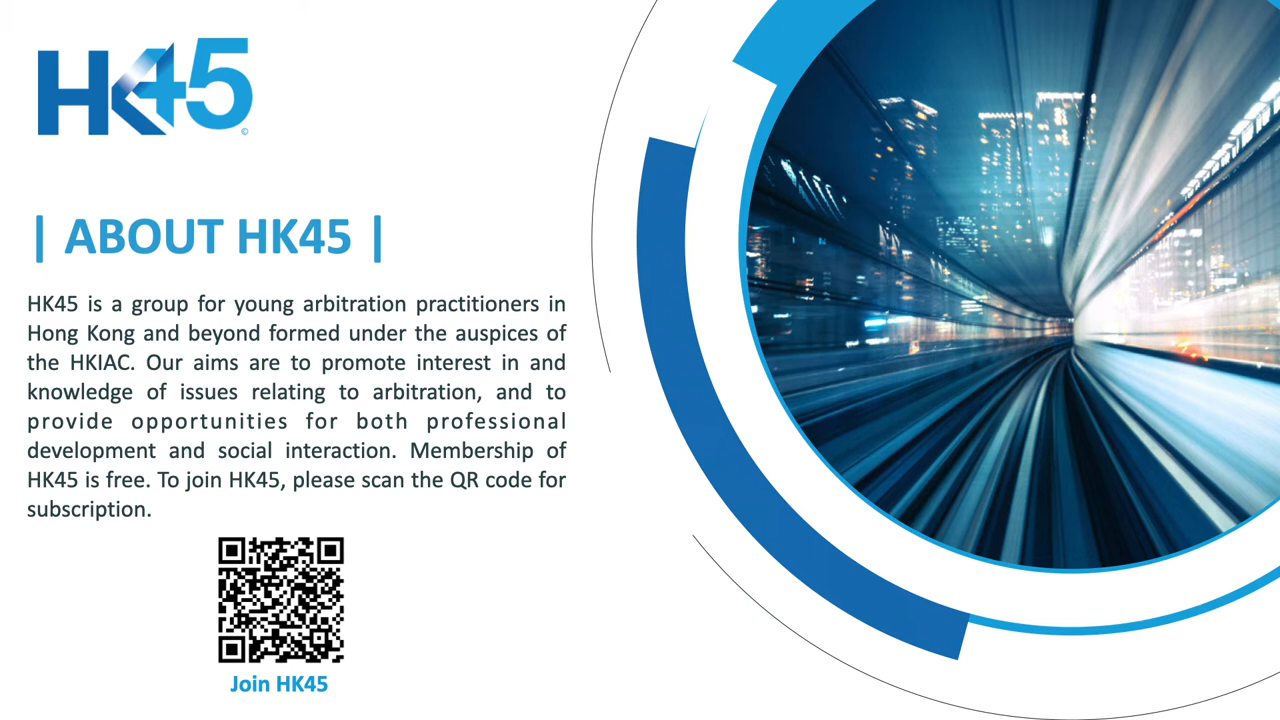 HK45©
| ABOUT HK45 |
HK45 is a group for young arbitration practitioners in
Hong Kong and beyond formed under the auspices of
the HKIAC. Our aims are to promote interest in and
knowledge of issues relating to arbitration, and to
provide opportunities for both professional
development and social interaction. Membership of
HK45 is free. To join HK45, please scan the QR code for
subscription.
Join HK45